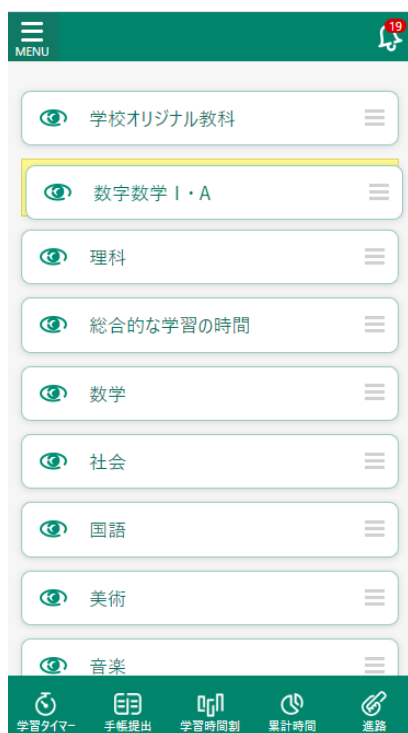 19
MENU
学校オリジナル教科
数字数学Ⅰ・A
理科
総合的な学習の時間
数学
社会
国語
美術
音楽
学習タイマー 手帳提出 学習時間割 累計時間 進路